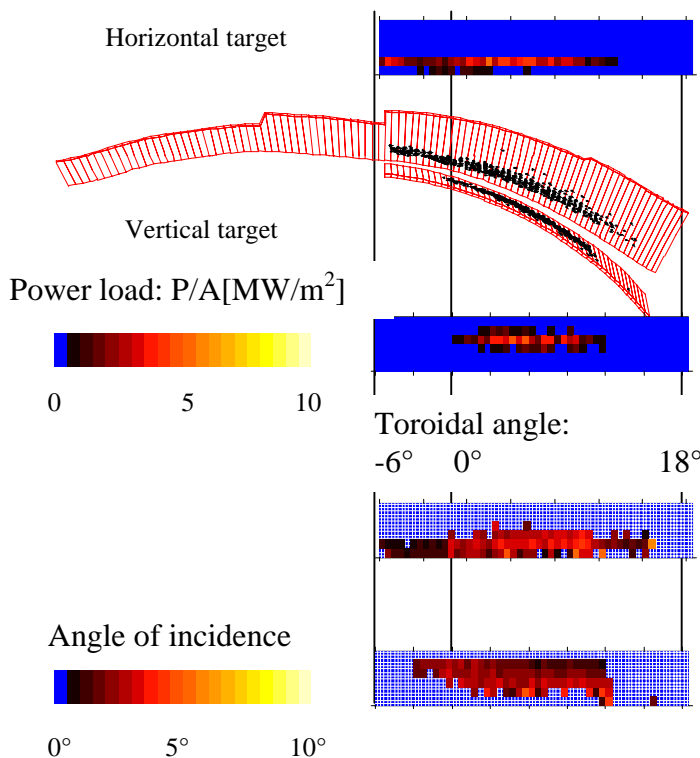 Horizontal target
Vertical target
Power load: P/A[MW/m²]
0 5 10
Toroidal angle:
-6° 0° 18°
Angle of incidence
0° 5° 10°